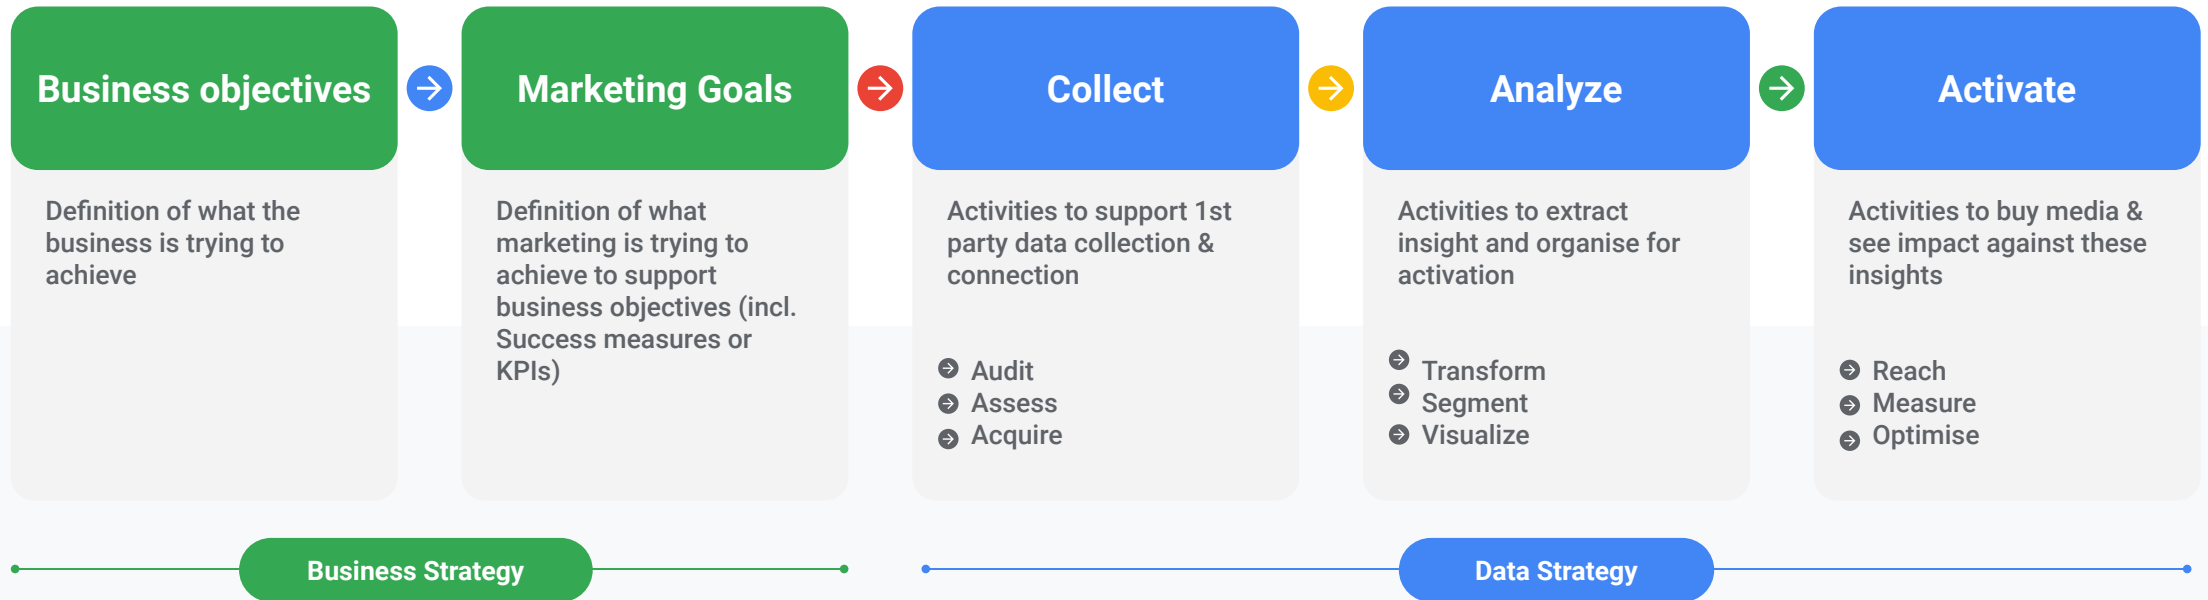 Business objectives
Definition of what the
business is trying to
achieve
Marketing Goals
Definition of what
marketing is trying to
achieve to support
business objectives (incl.
Success measures or
KPIs)
Collect
Activities to support 1st
party data collection &
connection
Audit
Assess
Acquire
Analyze
Activities to extract
insight and organise for
activation
Transform
Segment
Visualize
Activate
Activities to buy media &
see impact against these
insights
Reach
Measure
Optimise
Business Strategy
Data Strategy